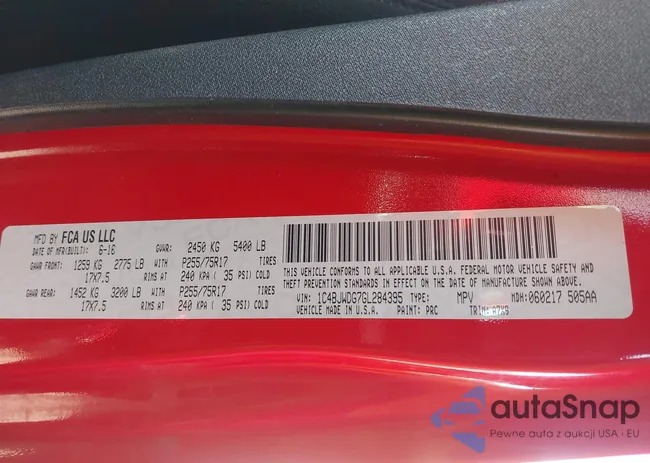 MFD BY FCA US LLC
DATE OF MFR(BUILT): 6-16 GVWR: 2450 KG 5400 LB
GAWR FRONT: 1259 KG 2775 LB WITH P255/75R17 TIRES
17X7.5 RIMS AT 240 KPA ( 35 PSI) COLD
GAWR REAR: 1452 KG 3200 LB WITH P255/75R17 TIRES
17X7.5 RIMS AT 240 KPA ( 35 PSI) COLD
THIS VEHICLE CONFORMS TO ALL APPLICABLE U.S.A. FEDERAL MOTOR VEHICLE SAFETY AND
THEFT PREVENTION STANDARDS IN EFFECT ON THE DATE OF MANUFACTURE SHOWN ABOVE.
VIN: 1C4BJWDG7GL284395 TYPE: MPV MDH:060217 505AA
VEHICLE MADE IN U.S.A. PAINT: PRC TRIM:
autaSnap
Pewne auta z aukcji USA i EU